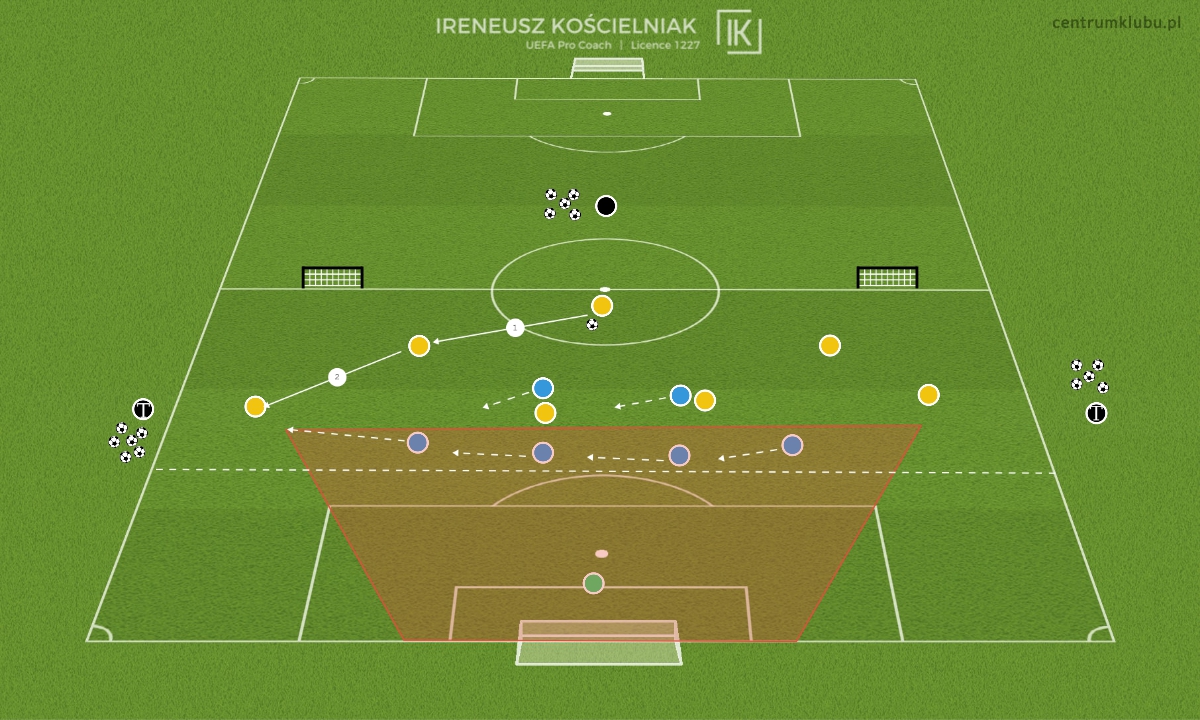 IRENEUSZ KOŚCIELNIAK
UEFA Pro Coach | Licence 1227
IK
centrumklubu.pl
1
2
T
T